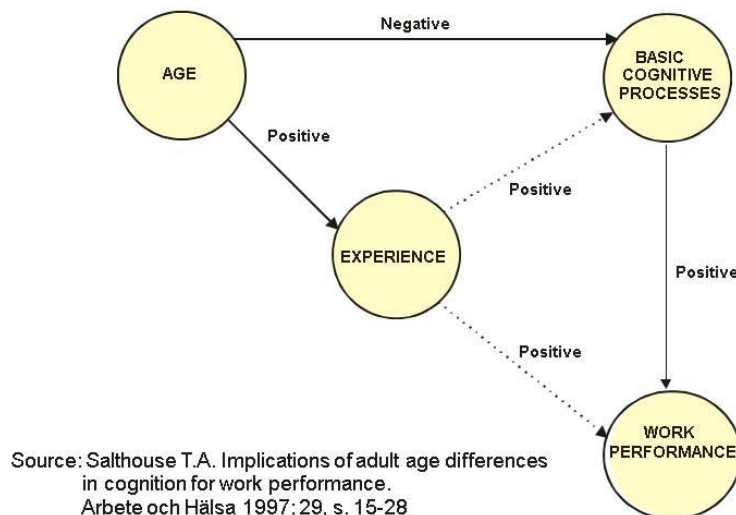 Negative
AGE
BASIC
COGNITIVE
PROCESSES
Positive
Positive
EXPERIENCE
Positive
Positive
WORK
PERFORMANCE
Source: Salthouse T.A. Implications of adult age differences
in cognition for work performance.
Arbete och Hälsa 1997; 29, s. 15-28